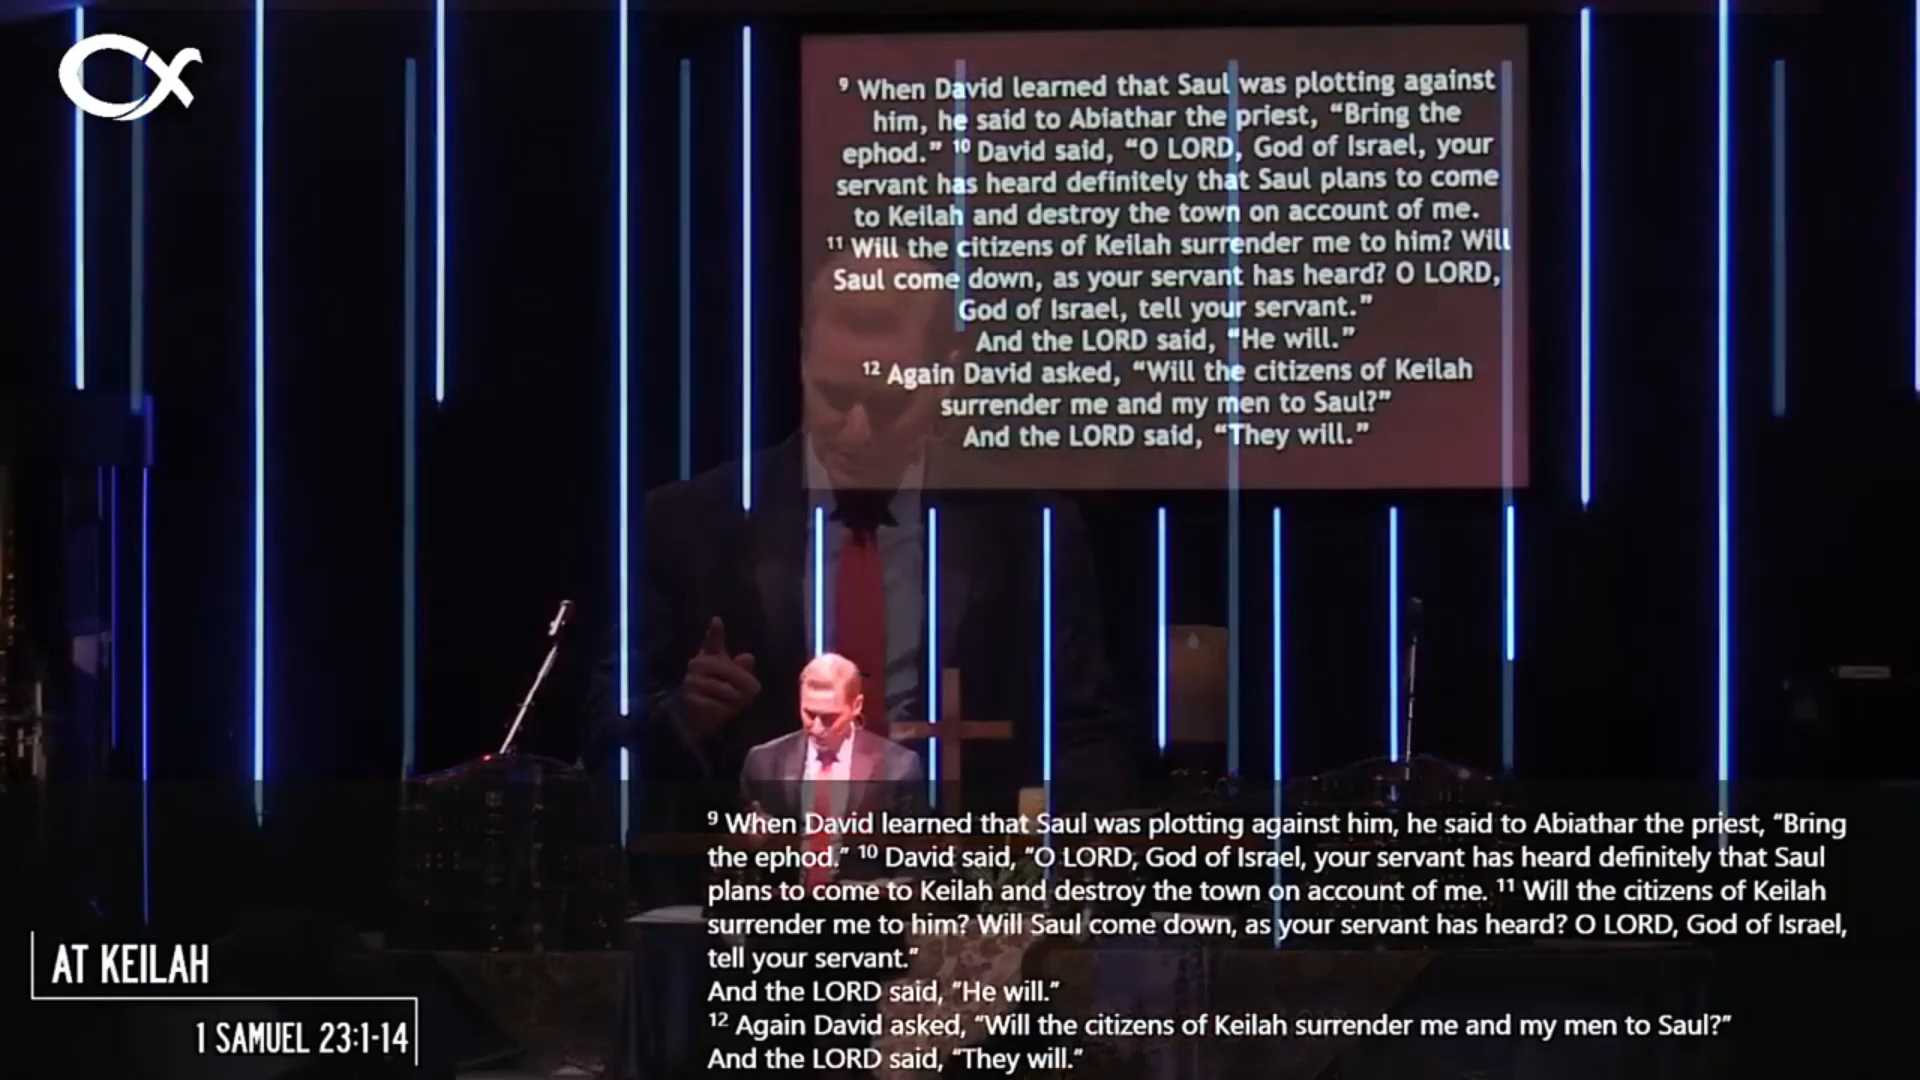 ⁹ When David learned that Saul was plotting against
him, he said to Abiathar the priest, “Bring the
ephod.” ¹⁰ David said, “O LORD, God of Israel, your
servant has heard definitely that Saul plans to come
to Keilah and destroy the town on account of me.
¹¹ Will the citizens of Keilah surrender me to him? Will
Saul come down, as your servant has heard? O LORD,
God of Israel, tell your servant.”
And the LORD said, “He will.”
¹² Again David asked, “Will the citizens of Keilah
surrender me and my men to Saul?”
And the LORD said, “They will.”
⁹ When David learned that Saul was plotting against him, he said to Abiathar the priest, “Bring
the ephod.” ¹⁰ David said, “O LORD, God of Israel, your servant has heard definitely that Saul
plans to come to Keilah and destroy the town on account of me. ¹¹ Will the citizens of Keilah
surrender me to him? Will Saul come down, as your servant has heard? O LORD, God of Israel,
tell your servant.”
And the LORD said, “He will.”
¹² Again David asked, “Will the citizens of Keilah surrender me and my men to Saul?”
And the LORD said, “They will.”
AT KEILAH
1 SAMUEL 23:1-14